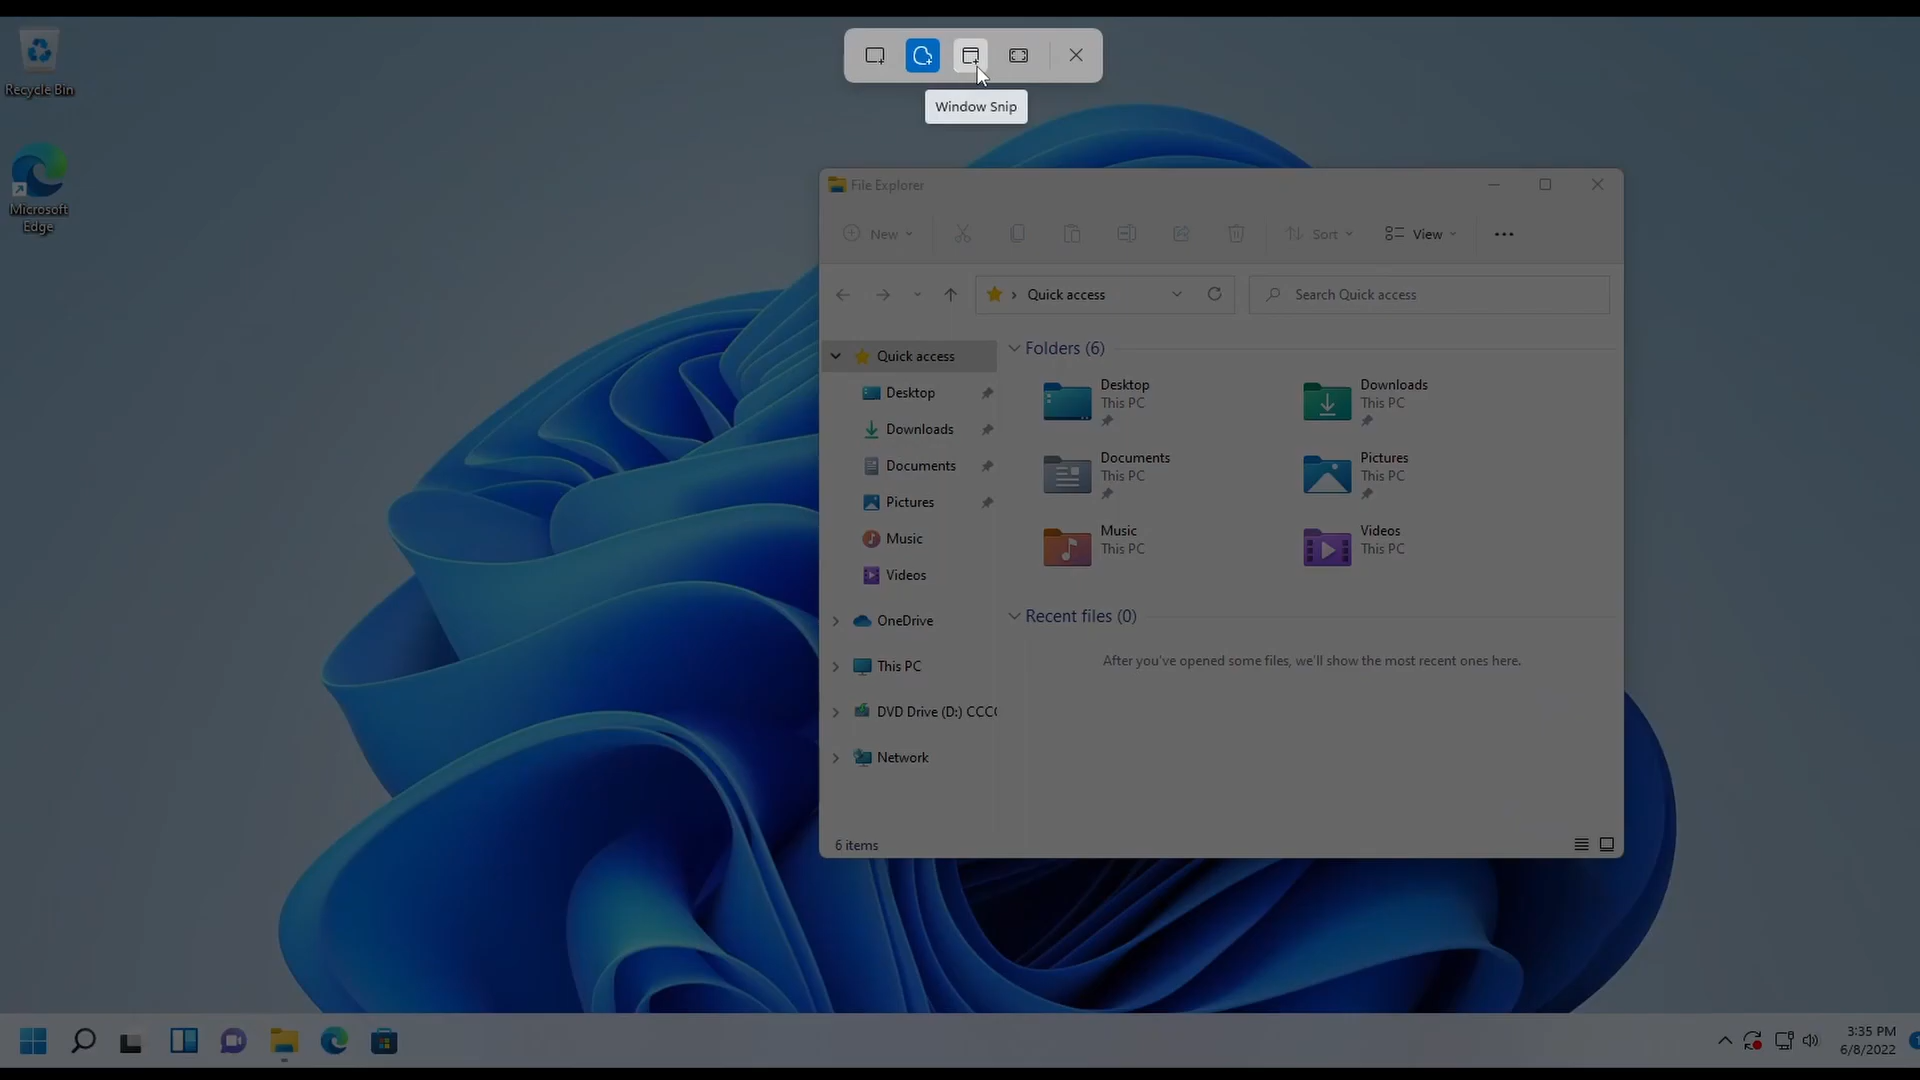 Recycle Bin
Microsoft
Edge
Window Snip
File Explorer
New
Sort
View
Quick access
Search Quick access
Quick access
Desktop
Downloads
Documents
Pictures
Music
Videos
OneDrive
This PC
DVD Drive (D:) CCC
Network
Folders (6)
Desktop
This PC
Downloads
This PC
Documents
This PC
Pictures
This PC
Music
This PC
Videos
This PC
Recent files (0)
After you've opened some files, we'll show the most recent ones here.
6 items
3:35 PM
6/8/2022